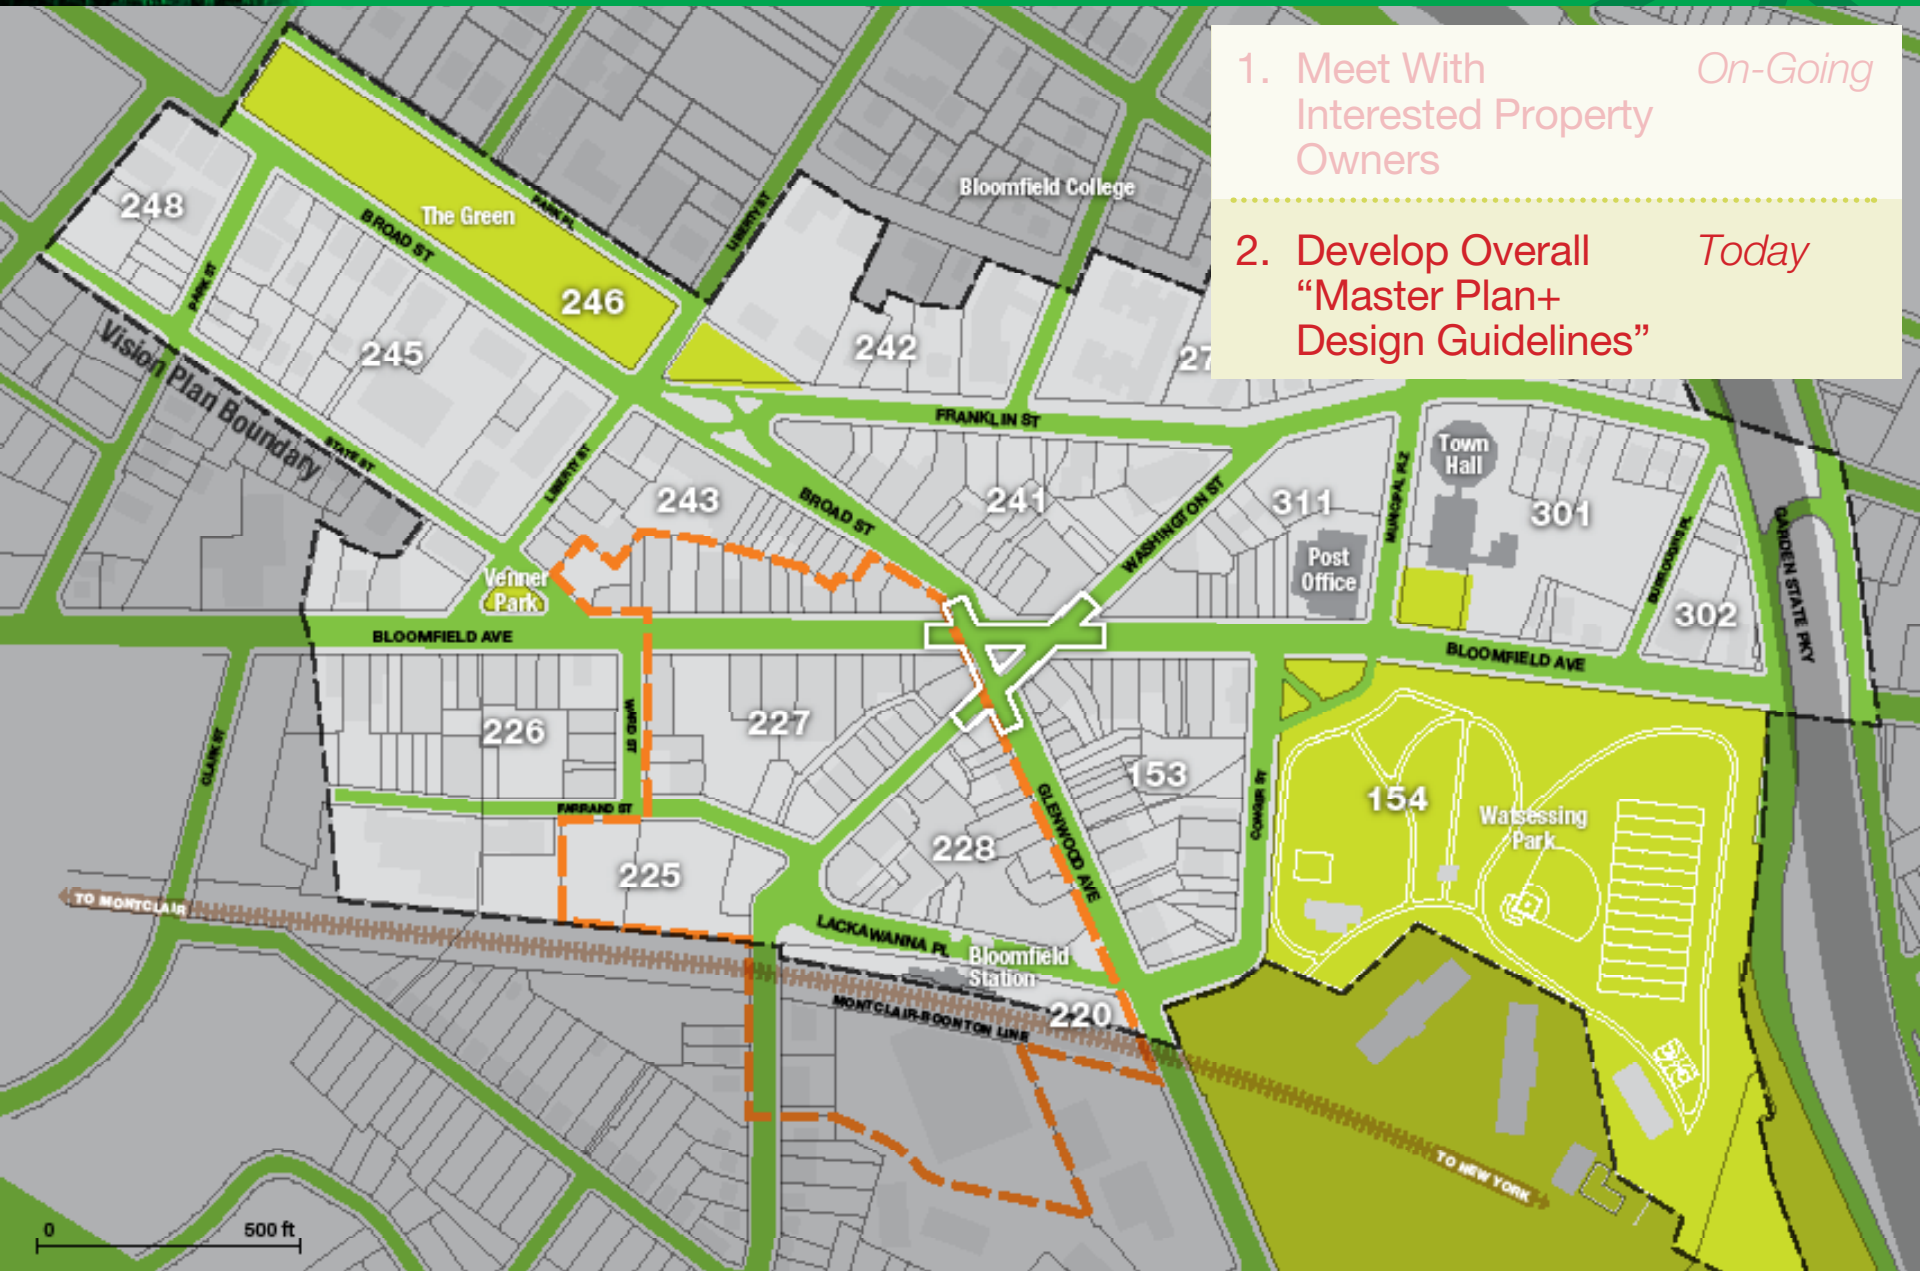 1. Meet With On-Going
Interested Property
Owners
2. Develop Overall Today
“Master Plan+
Design Guidelines”
Bloomfield College
248
The Green
PARK PL
LIBERTY ST
BROAD ST
PARK ST
246
245
242
27
Vision Plan Boundary
STATE ST
FRANKLIN ST
LIBERTY ST
243
BROAD ST
241
WASHINGTON ST
311
MUNICIPAL PLZ
Town
Hall
301
Post
Office
302
GARDEN STATE PKY
Venner
Park
BLOOMFIELD AVE
BLOOMFIELD AVE
CLARK ST
226
WARD ST
227
153
GLENWOOD AVE
CONGER ST
154
Watsessing
Park
FARRAND ST
225
228
TO MONTCLAIR
LACKAWANNA PL
Bloomfield
Station
MONTCLAIR-BOONTON LINE
220
TO NEW YORK
0 500 ft